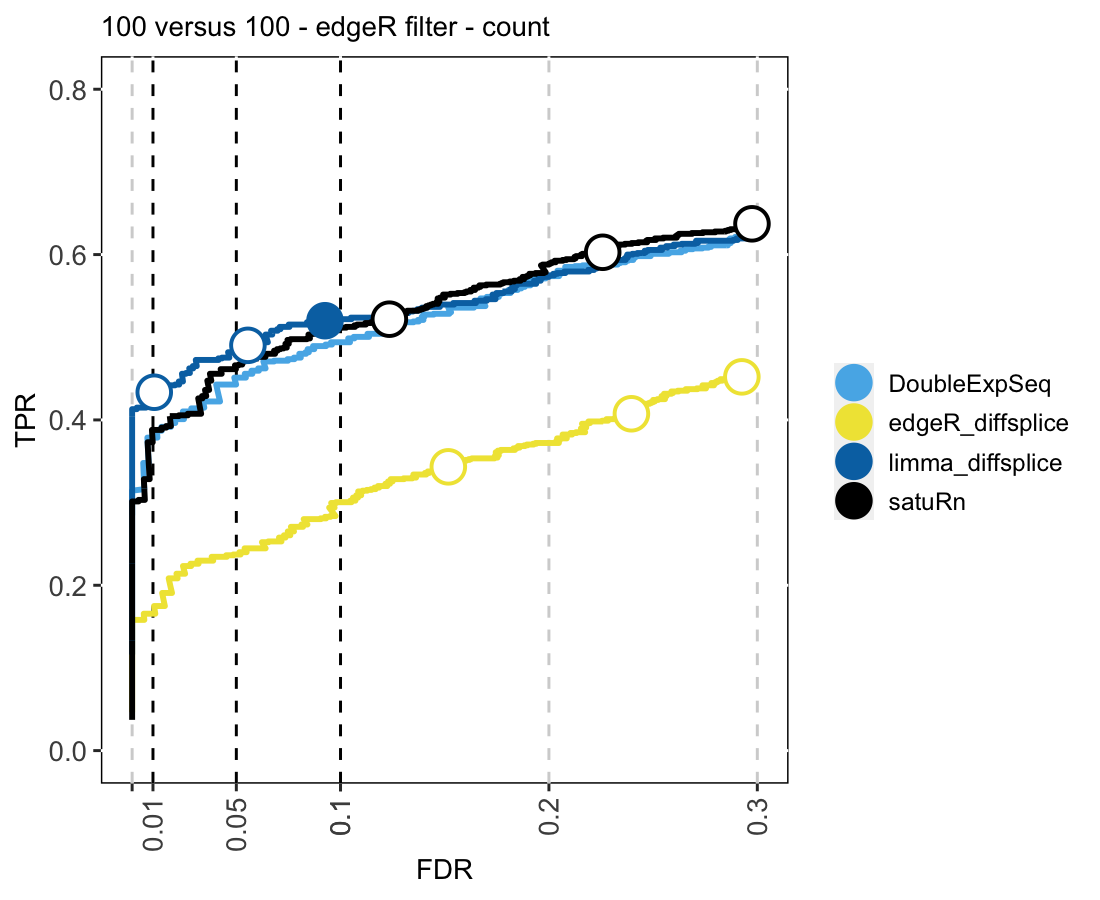 100 versus 100 - edgeR filter - count
TPR
0.8
0.6
0.4
0.2
0.0
0.01
0.05
0.1
0.2
0.3
FDR
DoubleExpSeq
edgeR_diffsplice
limma_diffsplice
satuRn